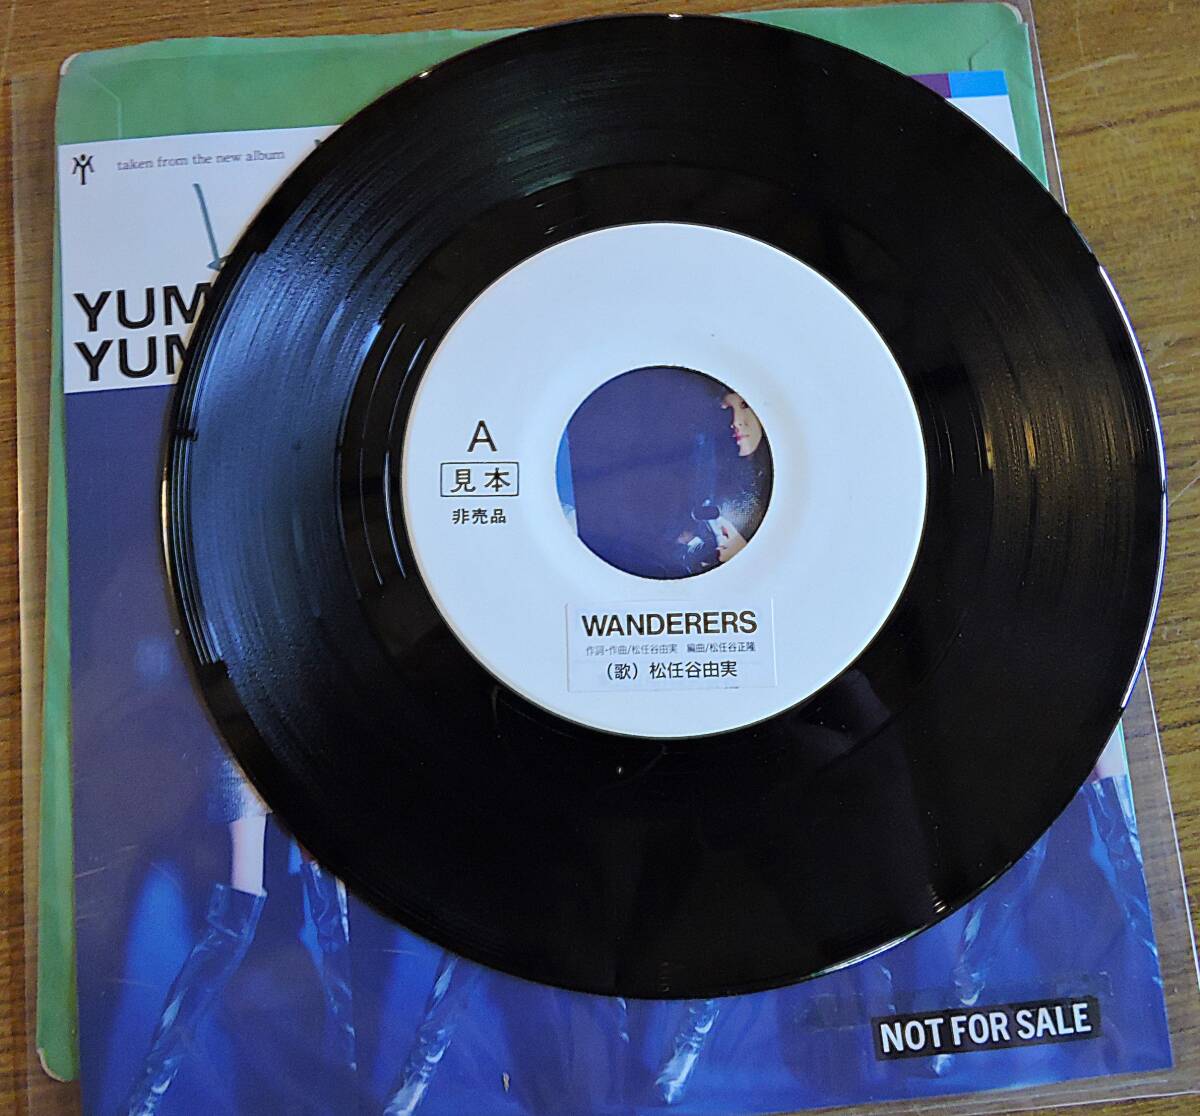 taken from the new album
YUM
YUM
A
見本
非売品
WANDERERS
作詞・作曲/松任谷由実 編曲/松任谷正隆
(歌) 松任谷由実
NOT FOR SALE